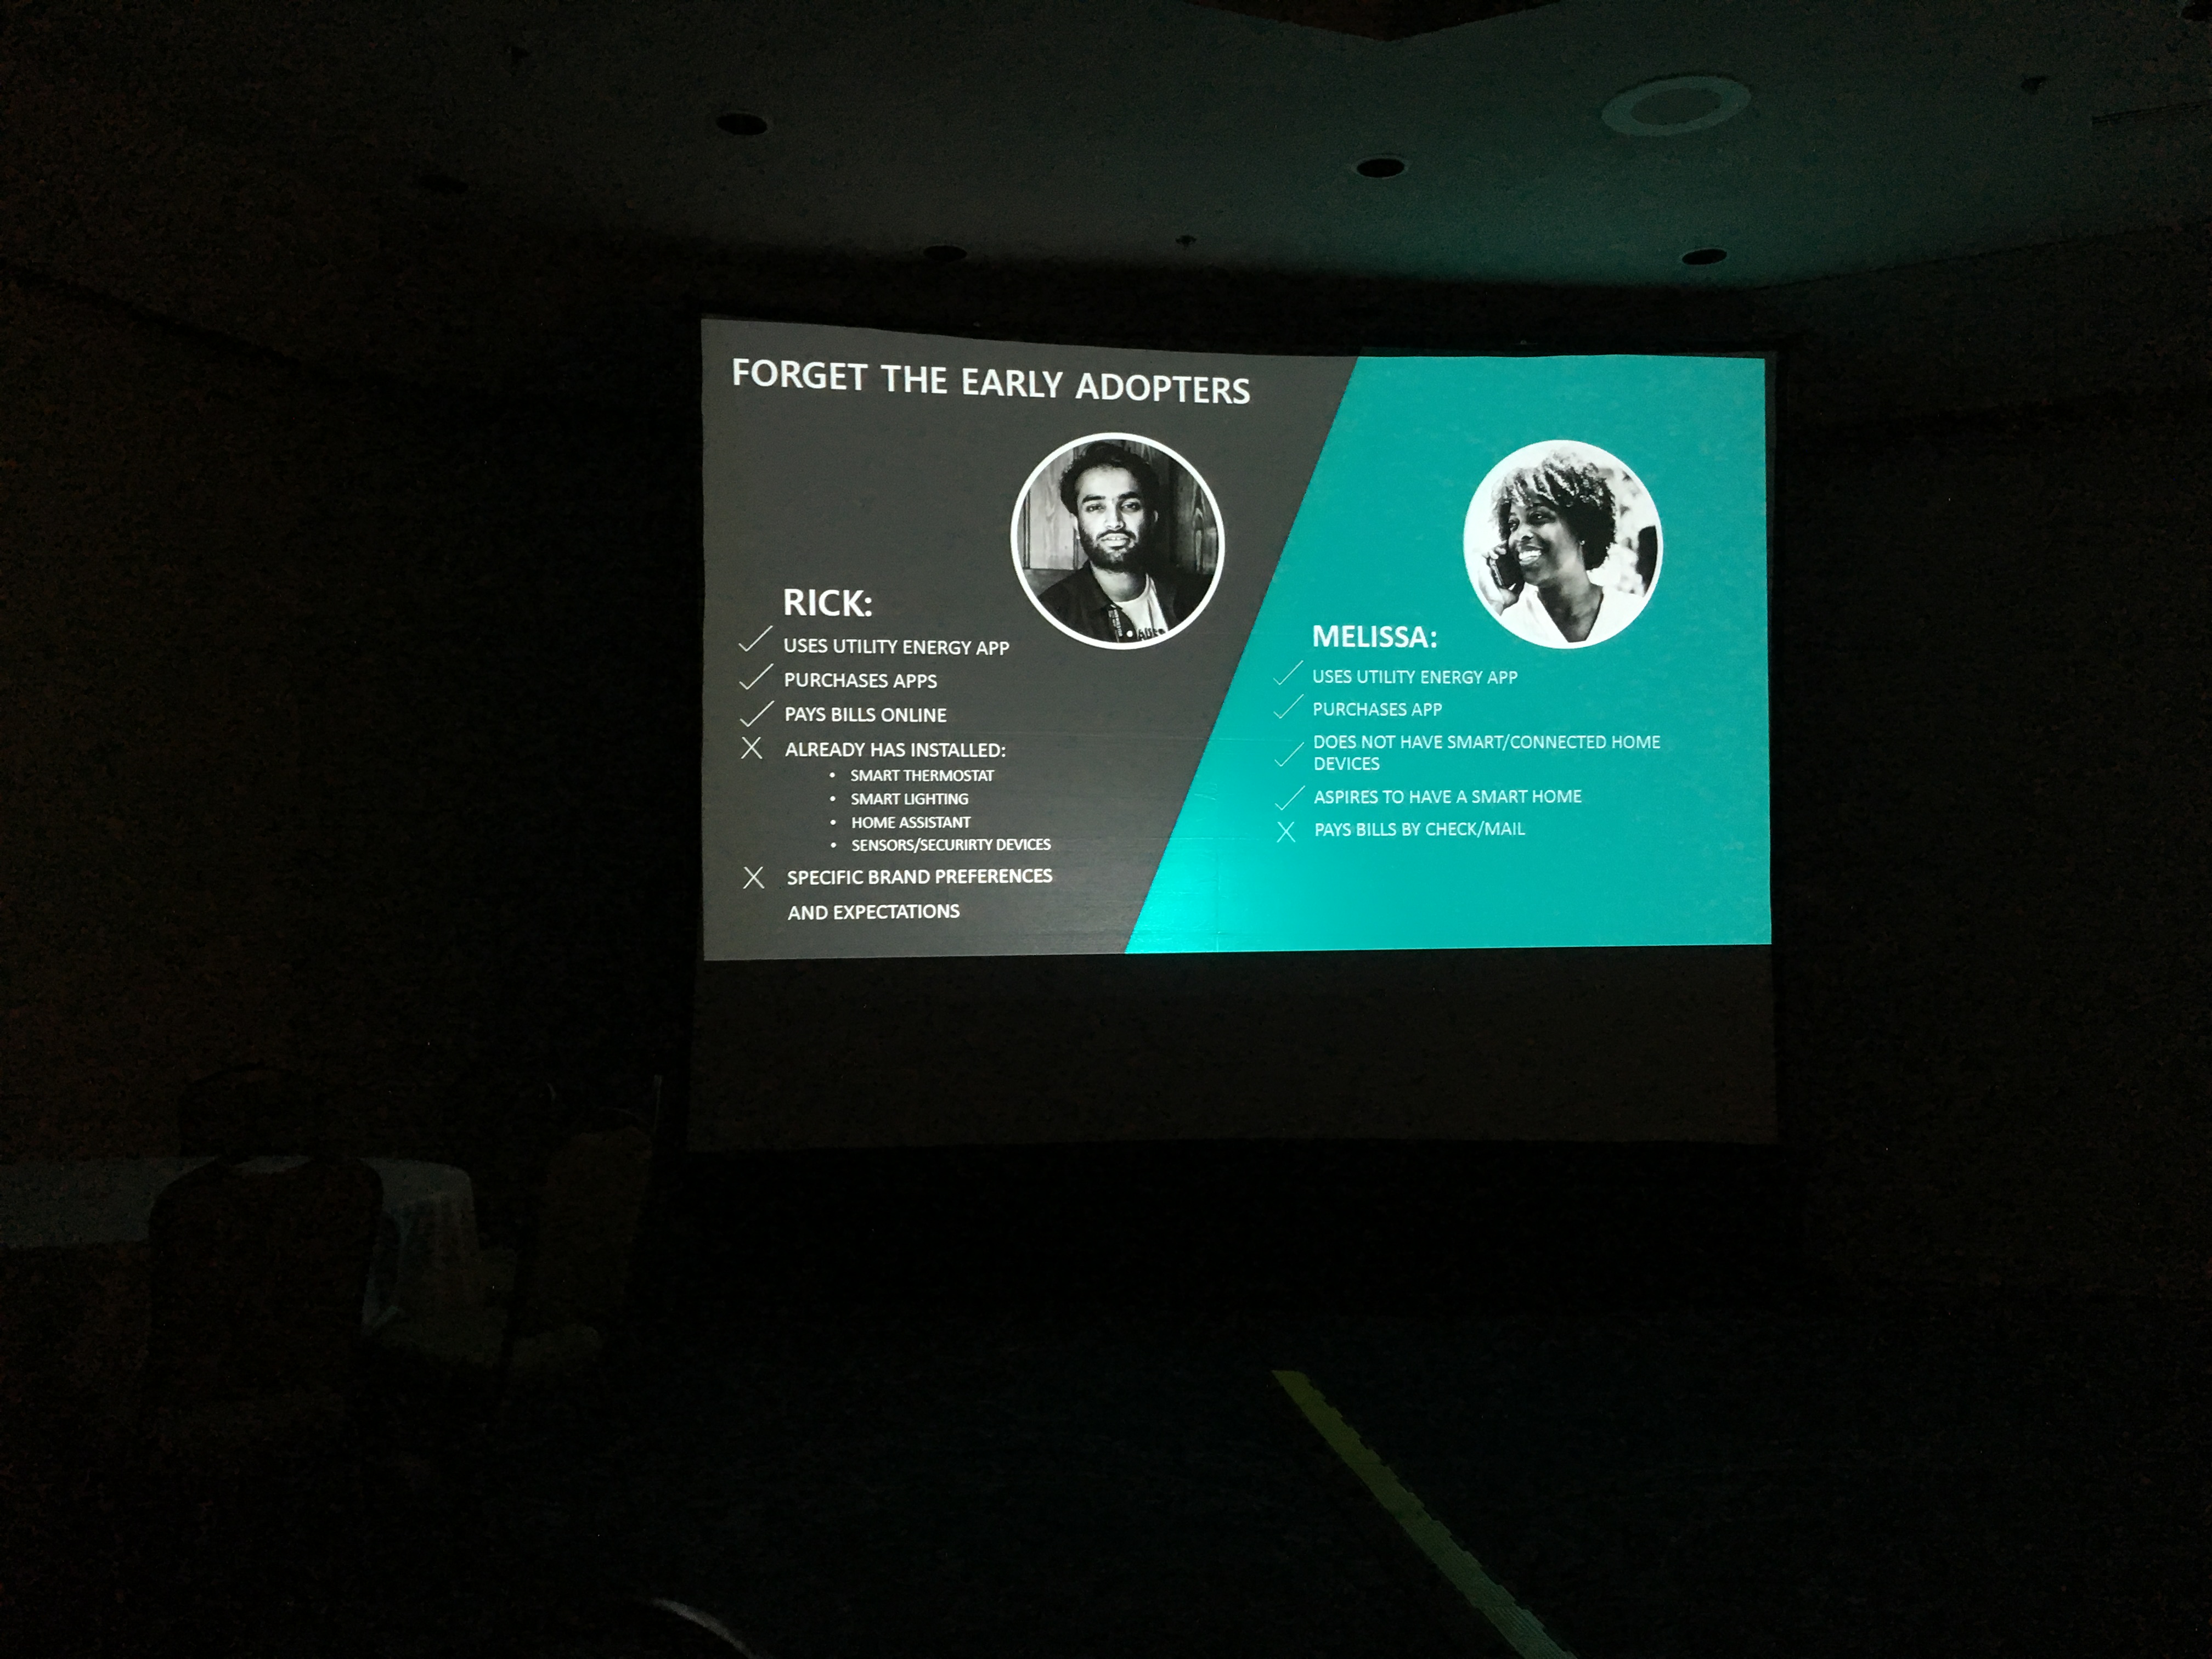 FORGET THE EARLY ADOPTERS
RICK:
USES UTILITY ENERGY APP
PURCHASES APPS
PAYS BILLS ONLINE
ALREADY HAS INSTALLED:
• SMART THERMOSTAT
• SMART LIGHTING
• HOME ASSISTANT
• SENSORS/SECURIRTY DEVICES
SPECIFIC BRAND PREFERENCES
AND EXPECTATIONS
MELISSA:
USES UTILITY ENERGY APP
PURCHASES APP
DOES NOT HAVE SMART/CONNECTED HOME
DEVICES
ASPIRES TO HAVE A SMART HOME
PAYS BILLS BY CHECK/MAIL